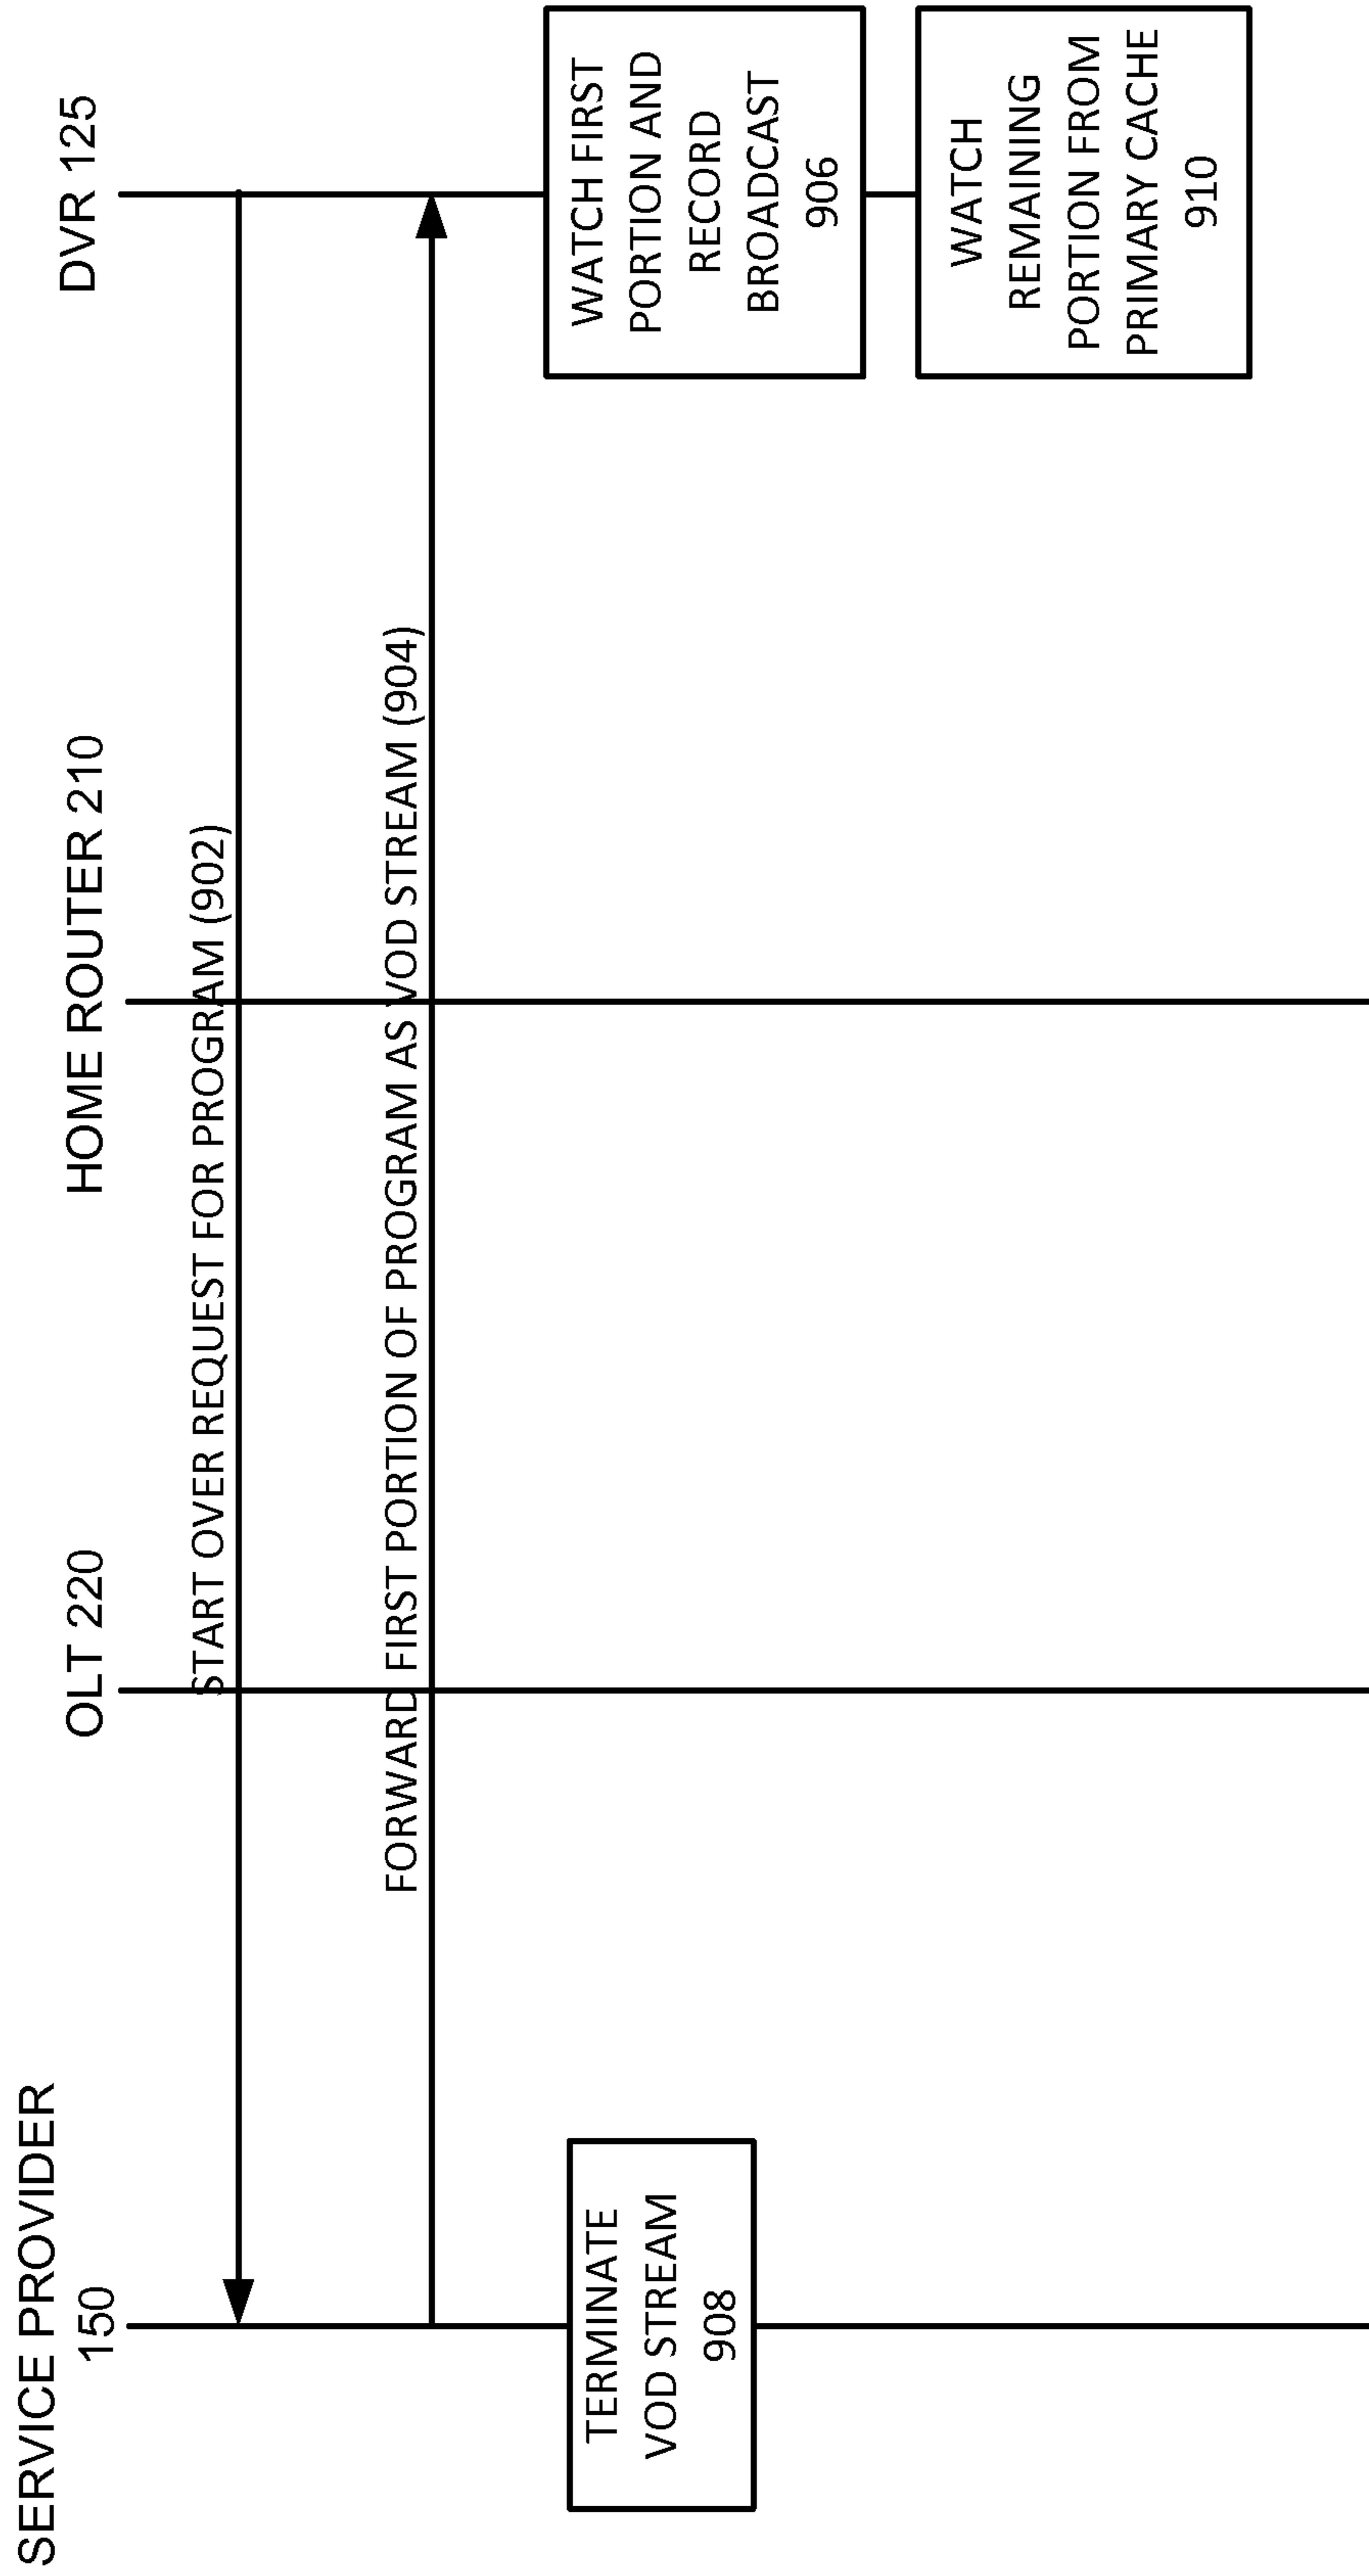 SERVICE PROVIDER
150
OLT 220
HOME ROUTER 210
DVR 125
START OVER REQUEST FOR PROGRAM (902)
FORWARD FIRST PORTION OF PROGRAM AS VOD STREAM (904)
TERMINATE
VOD STREAM
908
WATCH FIRST
PORTION AND
RECORD
BROADCAST
906
WATCH
REMAINING
PORTION FROM
PRIMARY CACHE
910